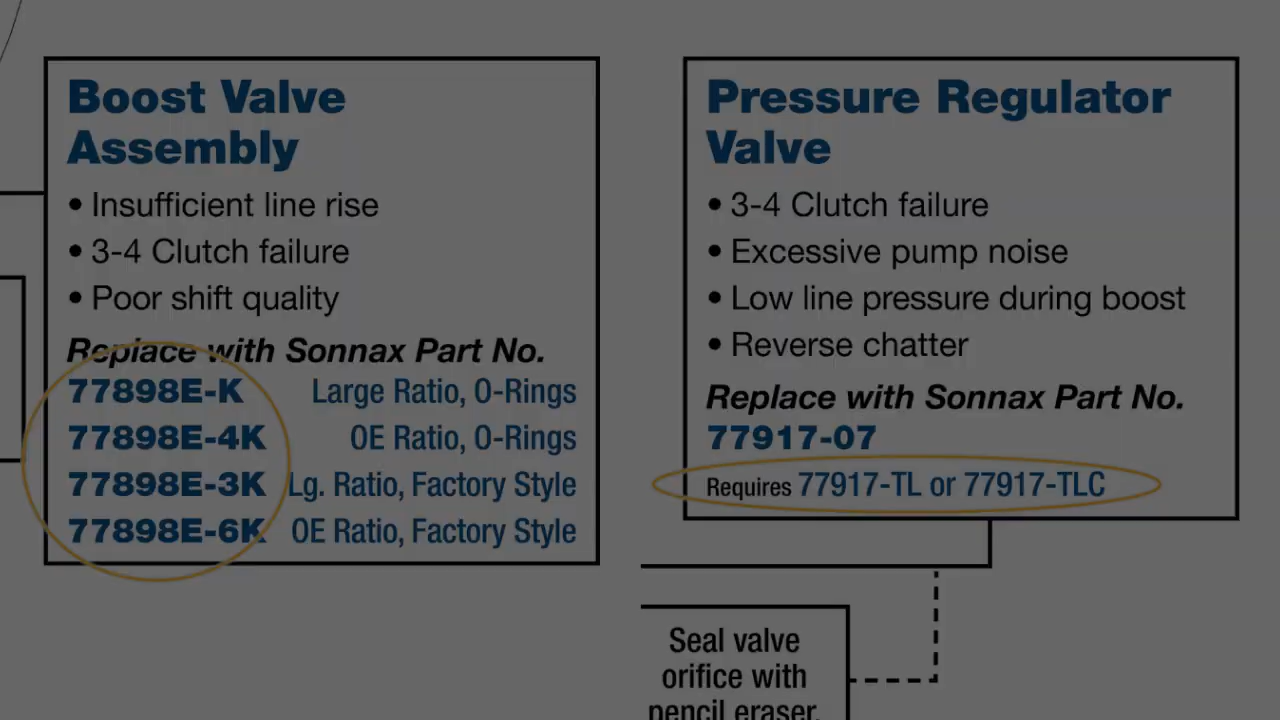 Boost Valve
Assembly
• Insufficient line rise
• 3-4 Clutch failure
• Poor shift quality
Replace with Sonnax Part No.
77898E-K Large Ratio, O-Rings
77898E-4K OE Ratio, O-Rings
77898E-3K Lg. Ratio, Factory Style
77898E-6K OE Ratio, Factory Style
Pressure Regulator
Valve
• 3-4 Clutch failure
• Excessive pump noise
• Low line pressure during boost
• Reverse chatter
Replace with Sonnax Part No.
77917-07
Requires 77917-TL or 77917-TLC
Seal valve
orifice with
pencil eraser.